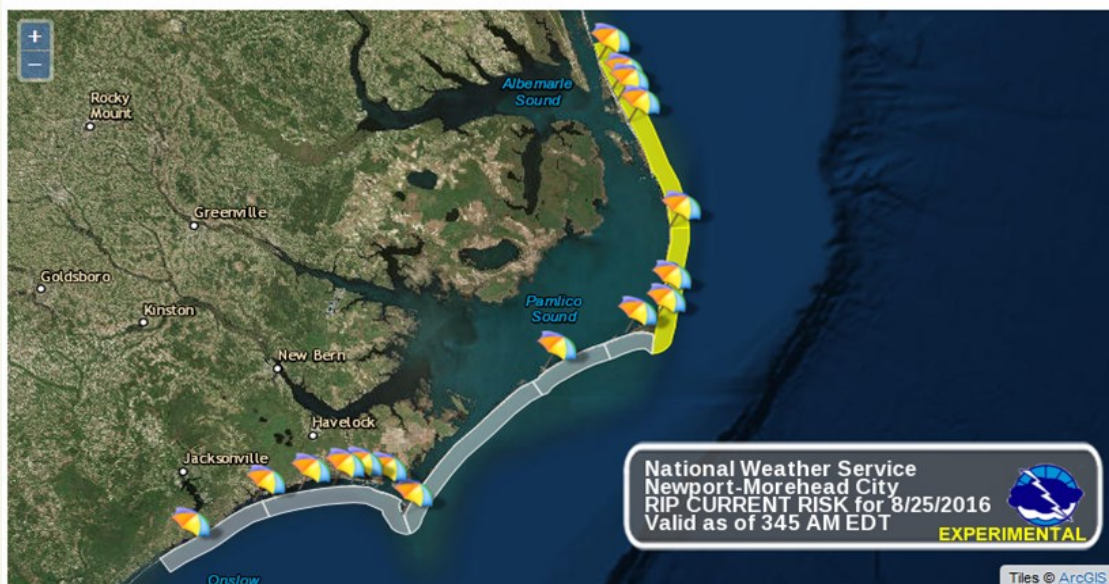 +
−
Albemarle
Sound
Rocky
Mount
Greenville
Goldsboro
Pamlico
Sound
Kinston
New Bern
Havelock
Jacksonville
National Weather Service
Newport-Morehead City
RIP CURRENT RISK for 8/25/2016
Valid as of 345 AM EDT
EXPERIMENTAL
Onslow
Tiles © ArcGIS